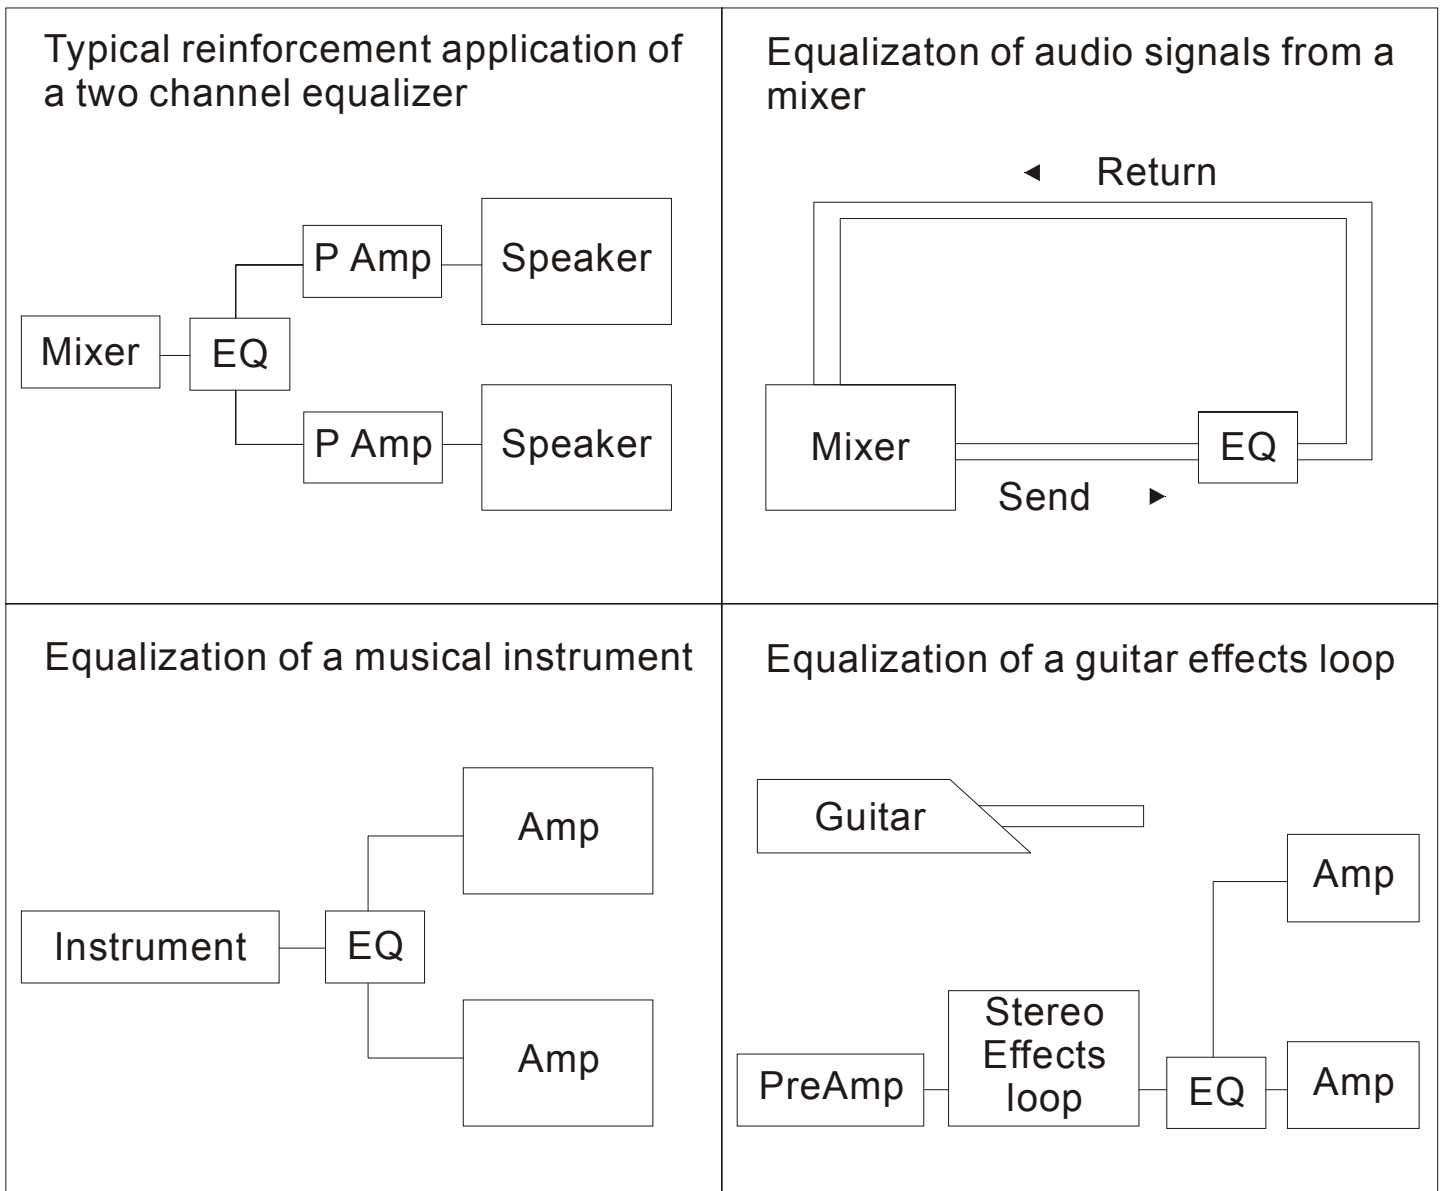 Typical reinforcement application of
a two channel equalizer
P Amp
Speaker
Mixer
EQ
P Amp
Speaker
Equalizaton of audio signals from a
mixer
Return
Mixer
EQ
Send
Equalization of a musical instrument
Amp
Instrument
EQ
Amp
Equalization of a guitar effects loop
Guitar
Amp
Stereo
Effects
loop
PreAmp
EQ
Amp